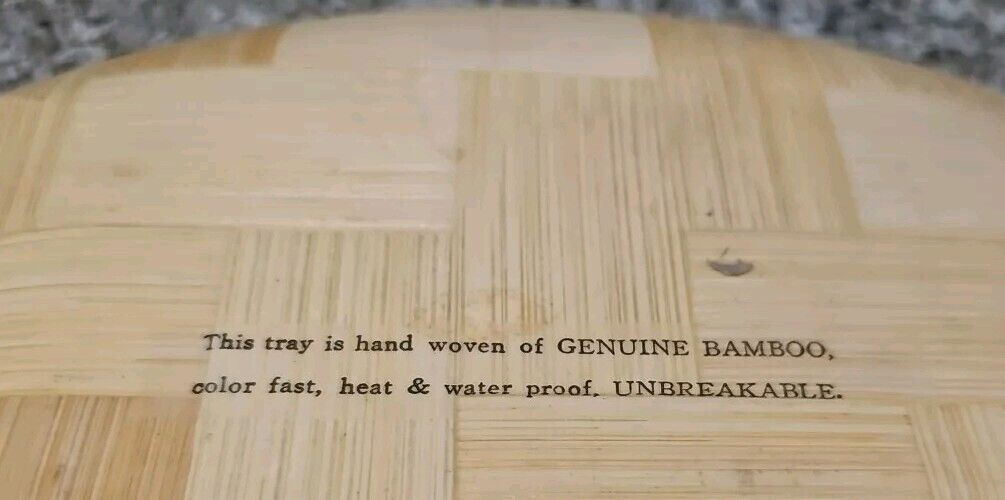 This tray is hand woven of GENUINE BAMBOO,
color fast, heat & water proof. UNBREAKABLE.